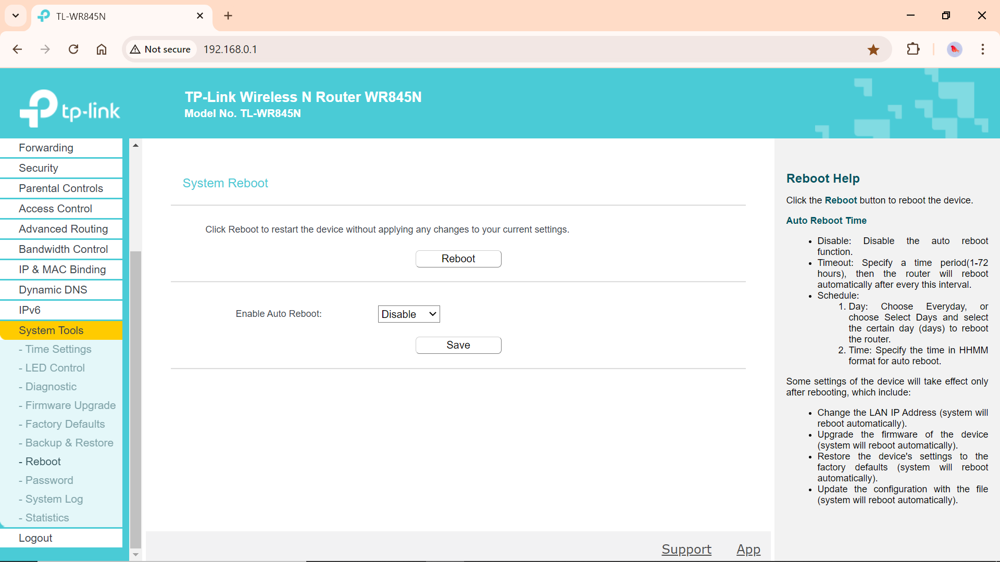 TL-WR845N
Not secure
192.168.0.1
tp-link
TP-Link Wireless N Router WR845N
Model No. TL-WR845N
Forwarding
Security
Parental Controls
Access Control
Advanced Routing
Bandwidth Control
IP & MAC Binding
Dynamic DNS
IPv6
System Tools
- Time Settings
- LED Control
- Diagnostic
- Firmware Upgrade
- Factory Defaults
- Backup & Restore
- Reboot
- Password
- System Log
- Statistics
Logout
System Reboot
Click Reboot to restart the device without applying any changes to your current settings.
Reboot
Enable Auto Reboot:
Disable
Save
Support
App
Reboot Help
Click the Reboot button to reboot the device.
Auto Reboot Time
• Disable: Disable the auto reboot
function.
• Timeout: Specify a time period(1-72
hours), then the router will reboot
automatically after every this interval.
• Schedule:
1. Day: Choose Everyday, or
choose Select Days and select
the certain day (days) to reboot
the router.
2. Time: Specify the time in HHMM
format for auto reboot.
Some settings of the device will take effect only
after rebooting, which include:
• Change the LAN IP Address (system will
reboot automatically).
• Upgrade the firmware of the device
(system will reboot automatically).
• Restore the device's settings to the
factory defaults (system will reboot
automatically).
• Update the configuration with the file
(system will reboot automatically).